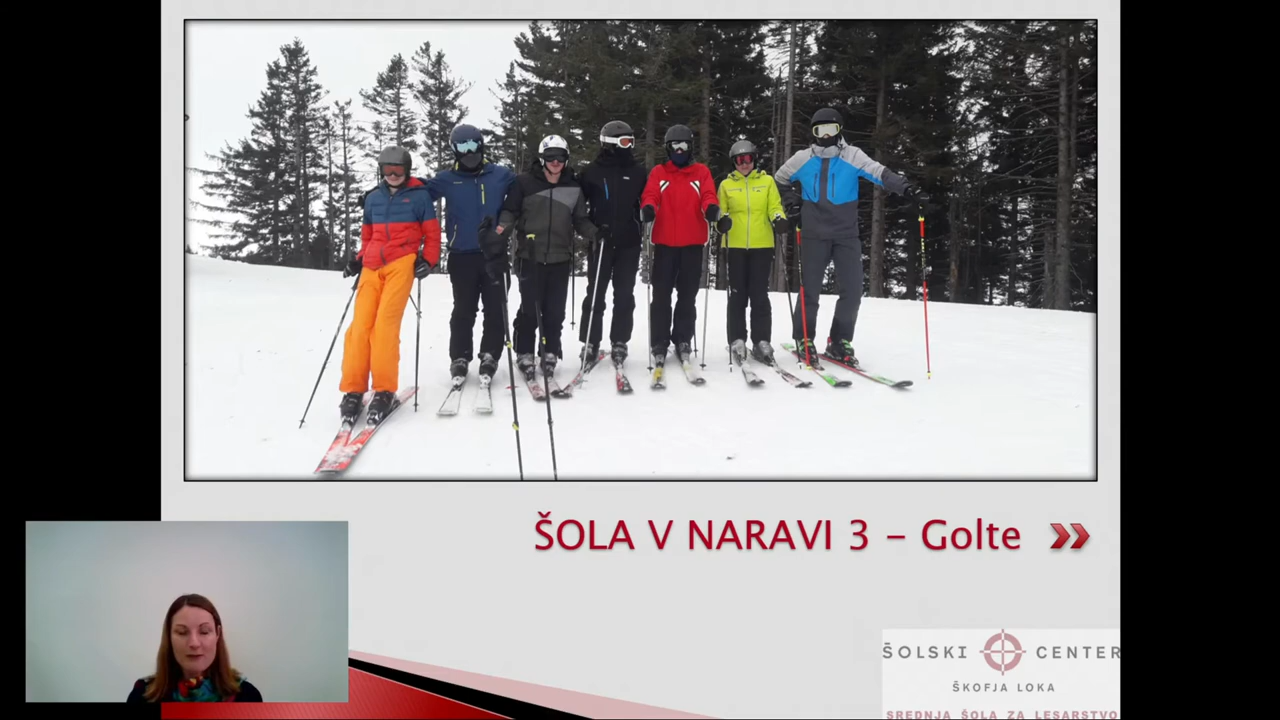 ŠOLA V NARAVI 3 – Golte
ŠOLSKI CENTER
ŠKOFJA LOKA
SREDNJA ŠOLA ZA LESARSTVO